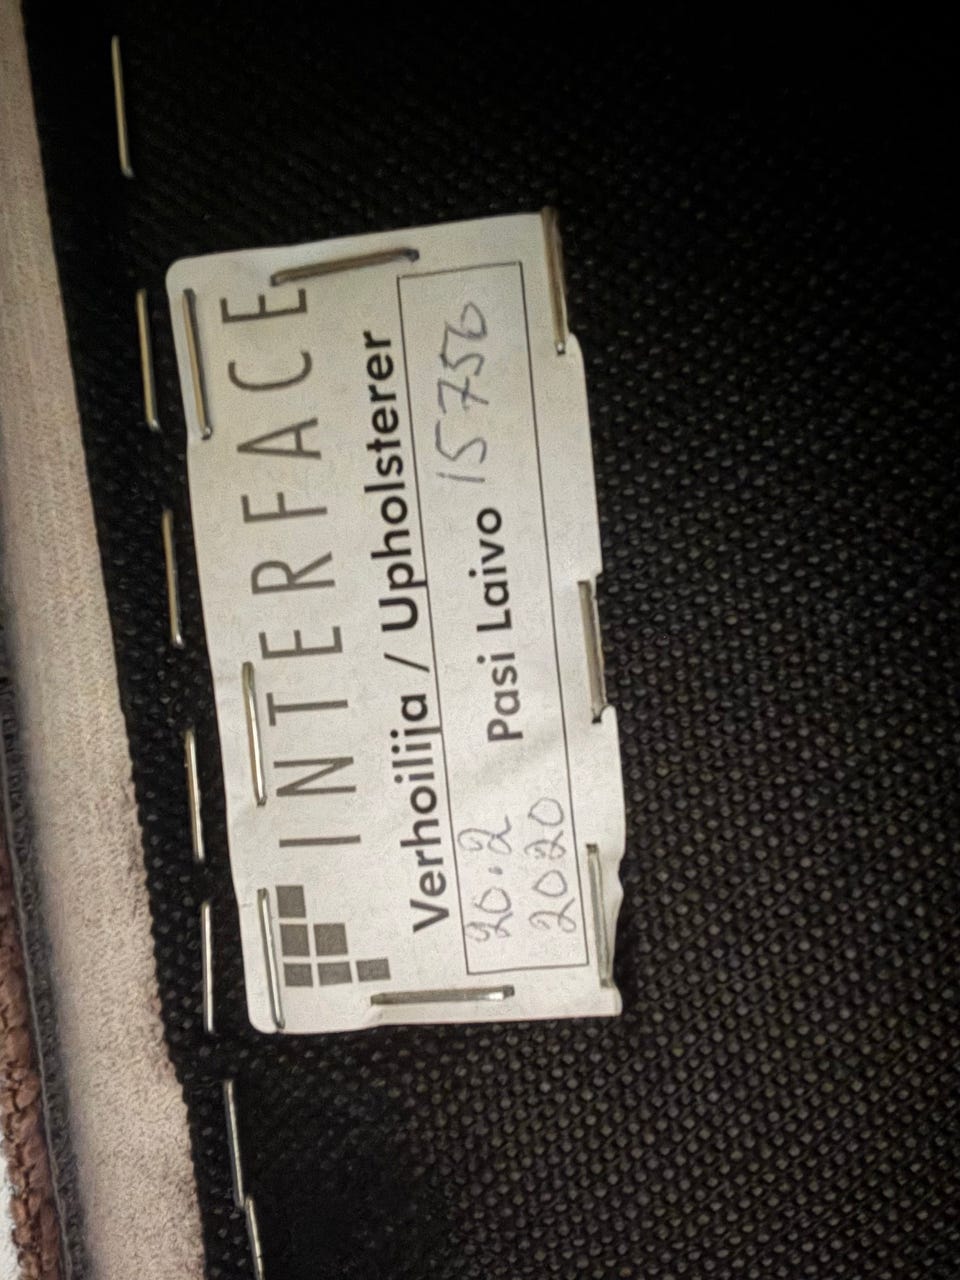 INTERFACE
Verhoilija / Upholsterer
20.2 Pasi Laivo 15756
2020